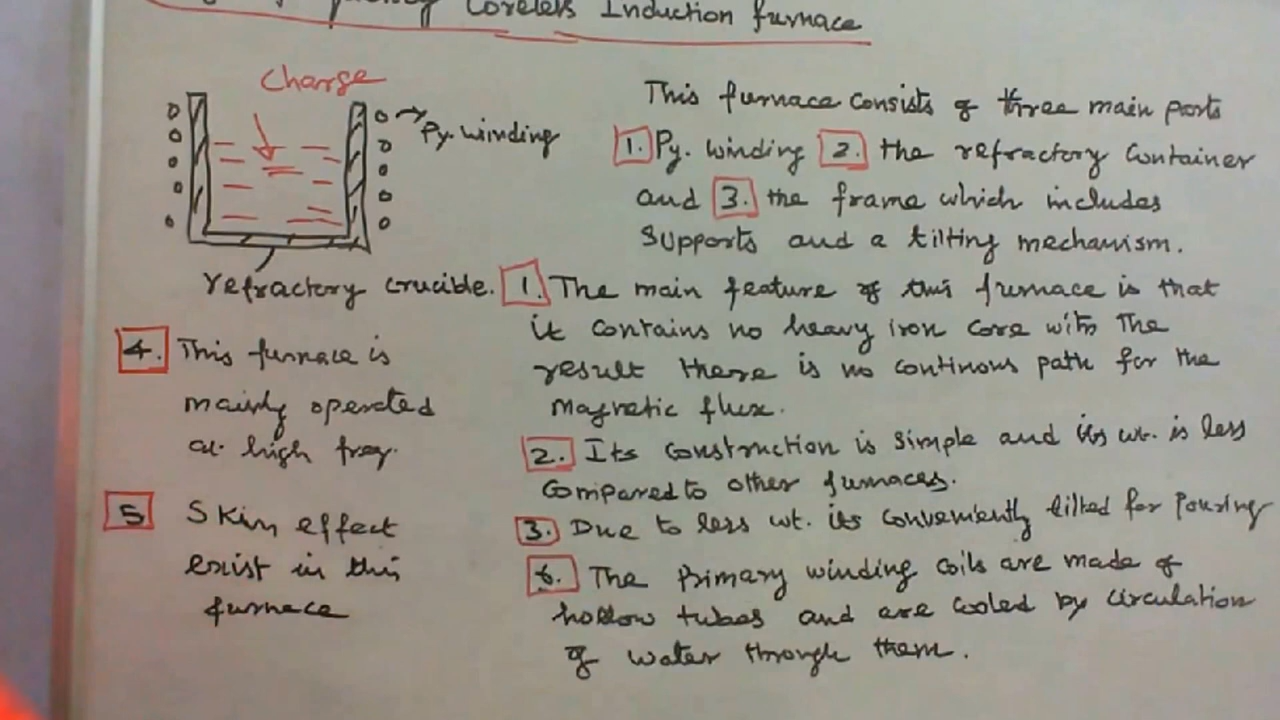 Coreless Induction furnace
Charge
Py. winding
refractory crucible.
This furnace consists of three main parts
1. Py. winding 2. the refractory Container
and 3. the frame which includes
Supports and a tilting mechanism.
1. The main feature of this furnace is that
it contains no heavy iron core with The
result there is no continous path for the
Magnetic flux.
2. Its construction is simple and its wt. is less
Compared to other furnaces.
3. Due to less wt. its conveniently tilted for Pouring
4. This furnace is
mainly operated
at high freq.
5 Skin effect
exist in this
furnace
6. The Primary winding coils are made of
hollow tubes and are cooled by circulation
of water through them.